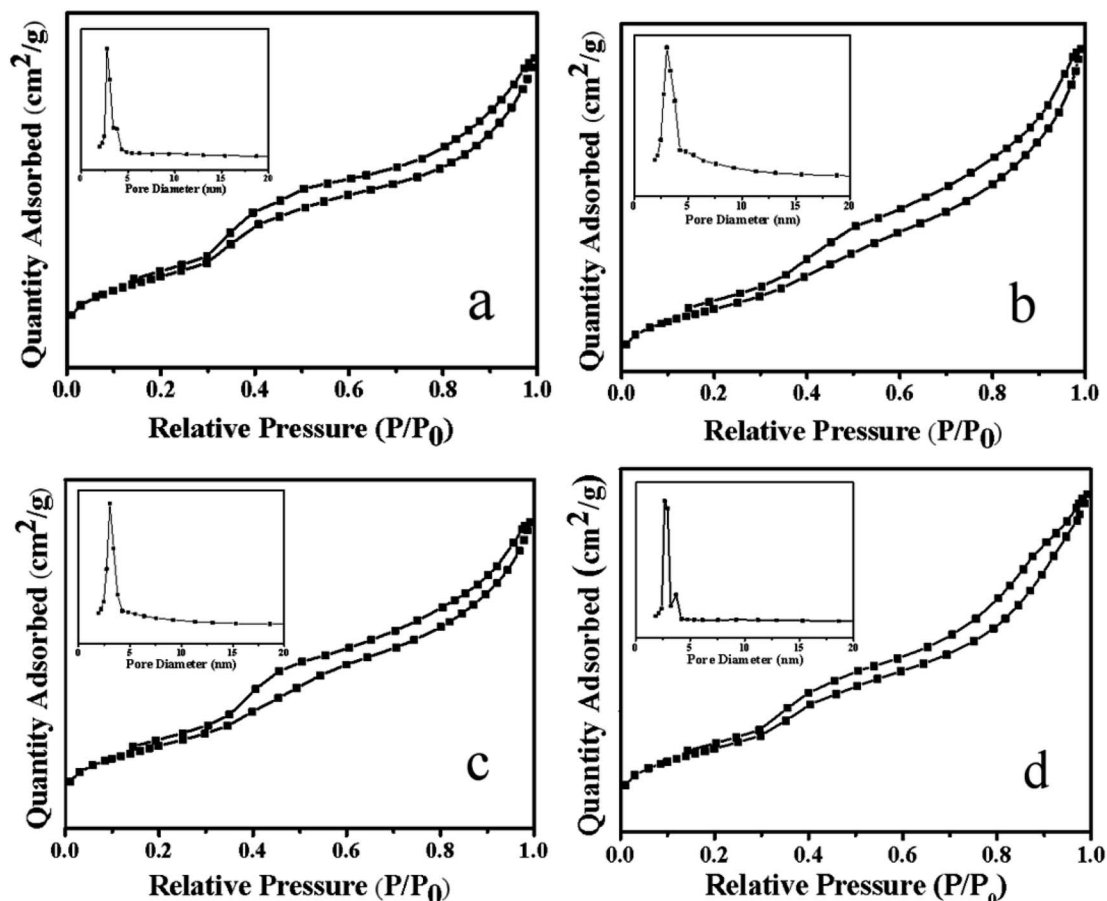 Quantity Adsorbed (cm²/g)
0 5 10 15 20
Pore Diameter (nm)
a
0.0 0.2 0.4 0.6 0.8 1.0
Relative Pressure (P/P₀)
Quantity Adsorbed (cm²/g)
0 5 10 15 20
Pore Diameter (nm)
b
0.0 0.2 0.4 0.6 0.8 1.0
Relative Pressure (P/P₀)
Quantity Adsorbed (cm²/g)
0 5 10 15 20
Pore Diameter (nm)
c
0.0 0.2 0.4 0.6 0.8 1.0
Relative Pressure (P/P₀)
Quantity Adsorbed (cm²/g)
0 5 10 15 20
Pore Diameter (nm)
d
0.0 0.2 0.4 0.6 0.8 1.0
Relative Pressure (P/P₀)